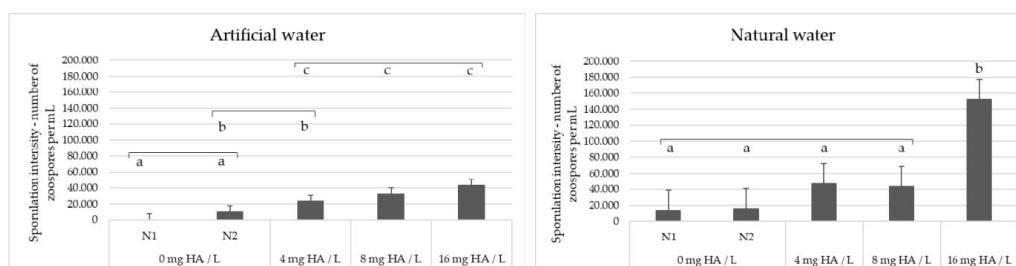 Artificial water
Sporulation intensity - number of
zoospores per mL
200.000
180.000
160.000
140.000
120.000
100.000
80.000
60.000
40.000
20.000
0
c c c
b b
a a
N1 N2
0 mg HA / L 4 mg HA / L 8 mg HA / L 16 mg HA / L
Natural water
Sporulation intensity - number of
zoospores per mL
200.000
180.000
160.000
140.000
120.000
100.000
80.000
60.000
40.000
20.000
0
b
a a a a
N1 N2
0 mg HA / L 4 mg HA / L 8 mg HA / L 16 mg HA / L